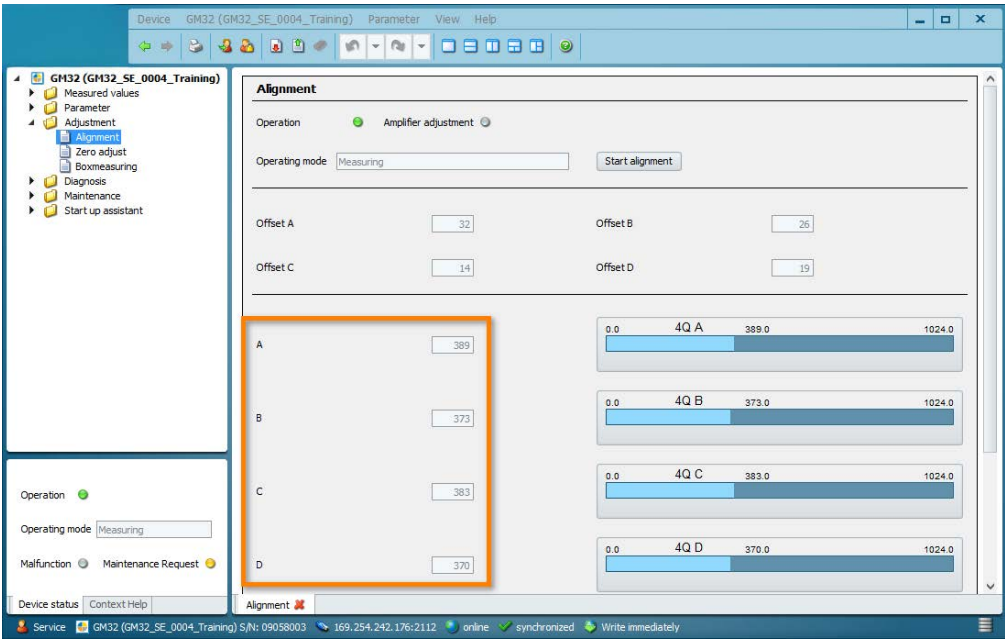 Device GM32 (GM32_SE_0004_Training) Parameter View Help
GM32 (GM32_SE_0004_Training)
Measured values
Parameter
Adjustment
Alignment
Zero adjust
Boxmeasuring
Diagnosis
Maintenance
Start up assistant
Operation
Operating mode Measuring
Malfunction Maintenance Request
Device status Context Help
Alignment
Operation Amplifier adjustment
Operating mode Measuring Start alignment
Offset A 32 Offset B 26
Offset C 14 Offset D 19
A 389 0.0 4Q A 389.0 1024.0
B 373 0.0 4Q B 373.0 1024.0
C 383 0.0 4Q C 383.0 1024.0
D 370 0.0 4Q D 370.0 1024.0
Alignment
Service GM32 (GM32_SE_0004_Training) S/N: 09058003 169.254.242.176:2112 online synchronized Write immediately